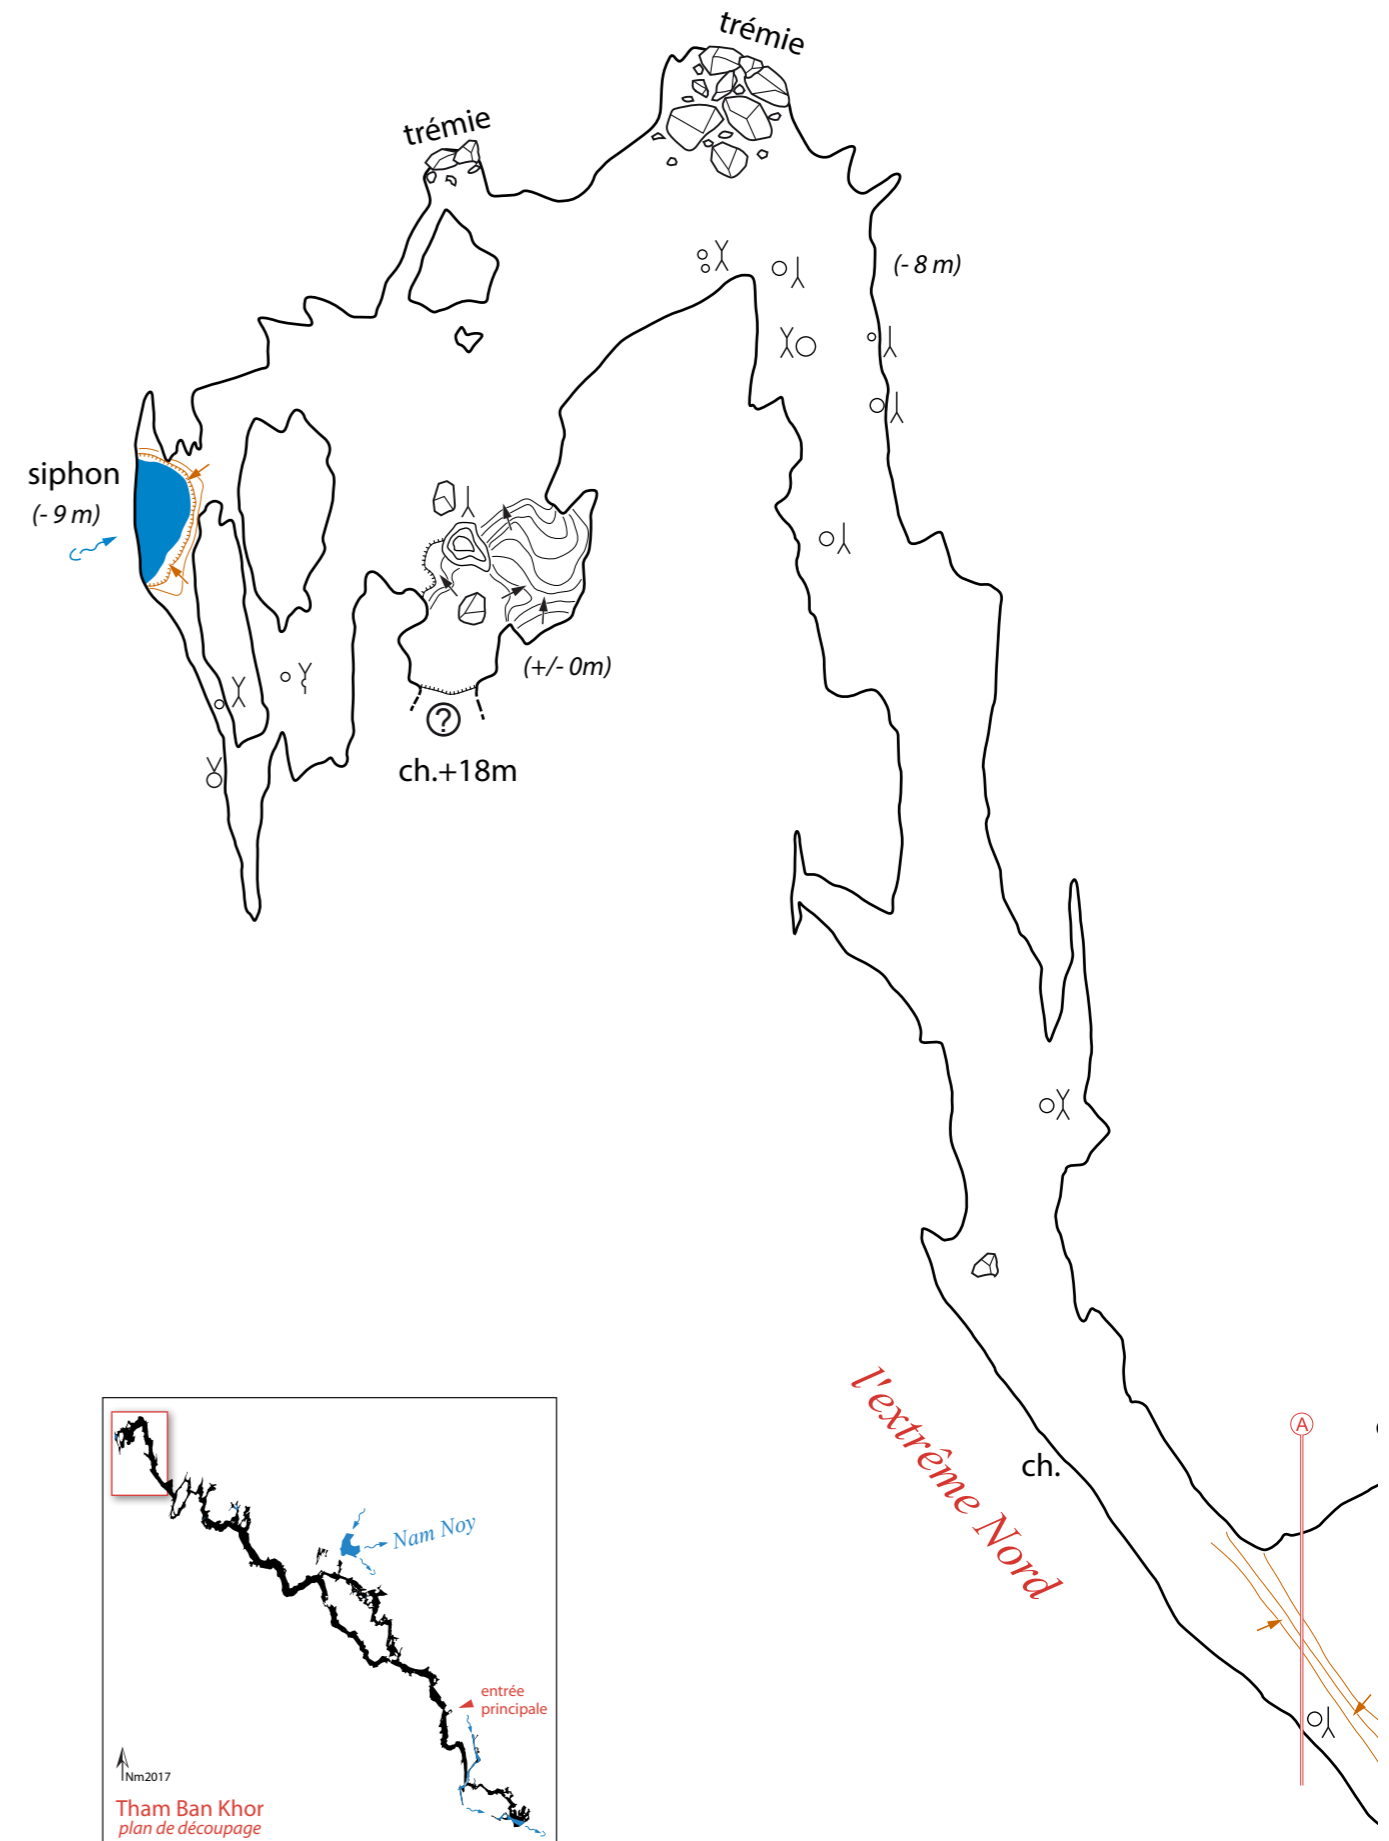 trémie
trémie
(- 8 m)
siphon
(- 9 m)
(+/- 0m)
?
ch.+18m
l'extrême Nord
ch.
A
Nam Noy
entrée
principale
Nm2017
Tham Ban Khor
plan de découpage